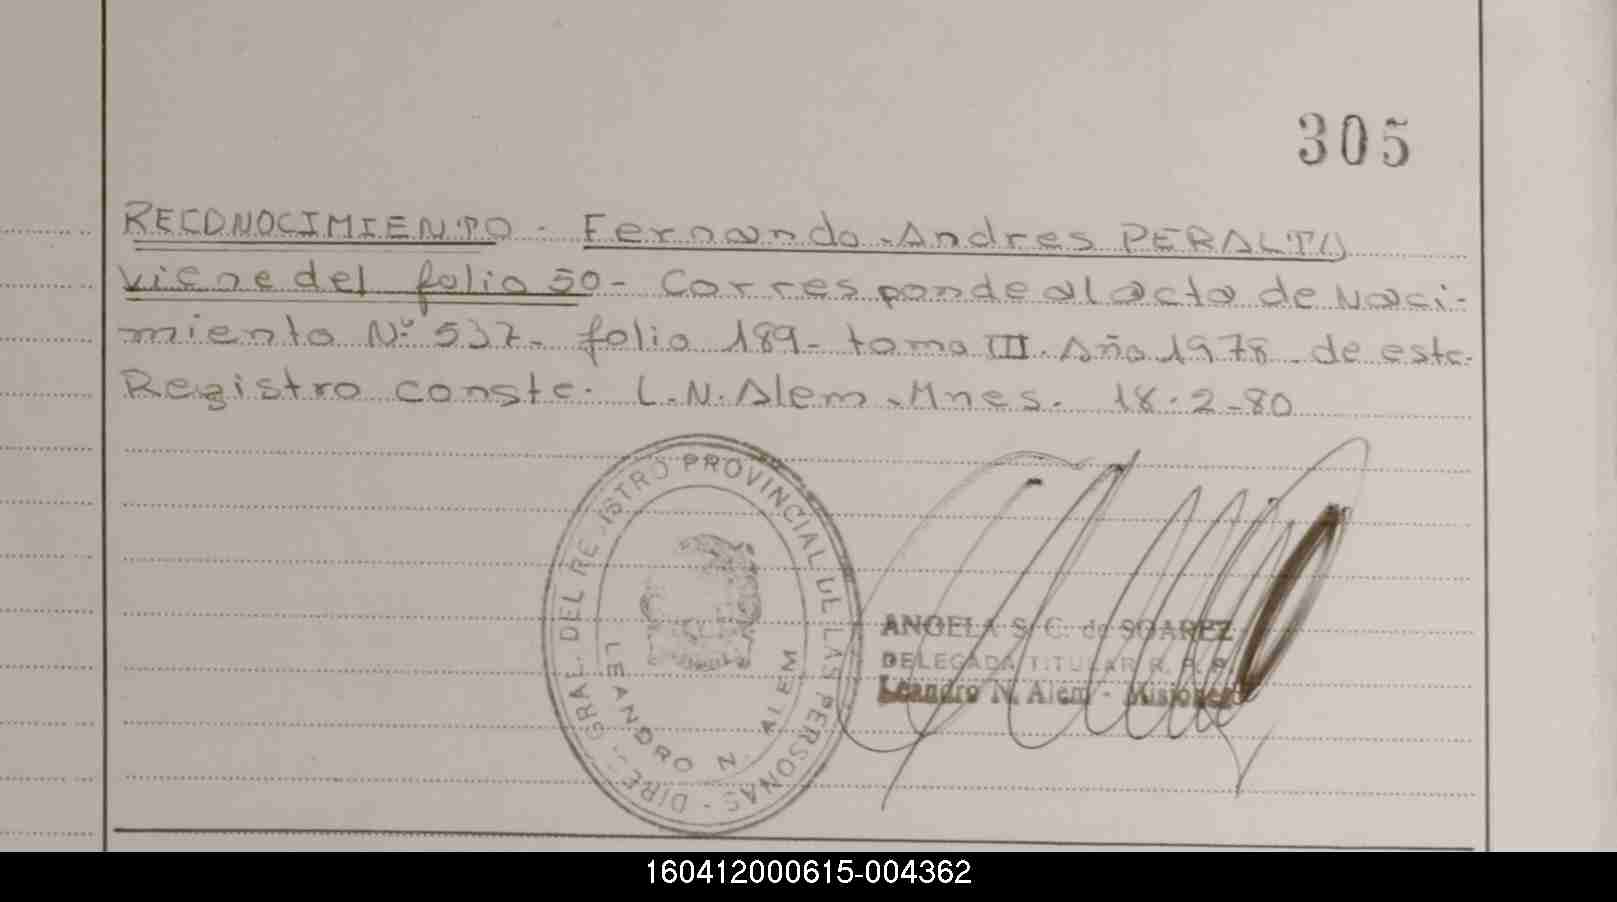 305
RECONOCIMIENTO - Fernando Andres PERALTA
viene del folio 50 - Corresponde al acta de Naci-
miento Nº 537 - folio 189 - tomo III. Año 1978 - de este
Registro conste. L.N. Alem - Mnes. 18-2-80
DIREC. GRAL. DEL REGISTRO PROVINCIAL DE LAS PERSONAS -
LEANDRO N. ALEM
ANGELA S. C. de SOAREZ
DELEGADA TITULAR R. P. P.
Leandro N. Alem - Misiones
160412000615-004362